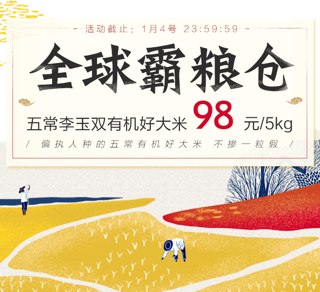 活动截止：1月4号 23:59:59
全球霸粮仓
五常李玉双有机好大米 98 元/5kg
偏执人种的五常有机好大米 不掺一粒假